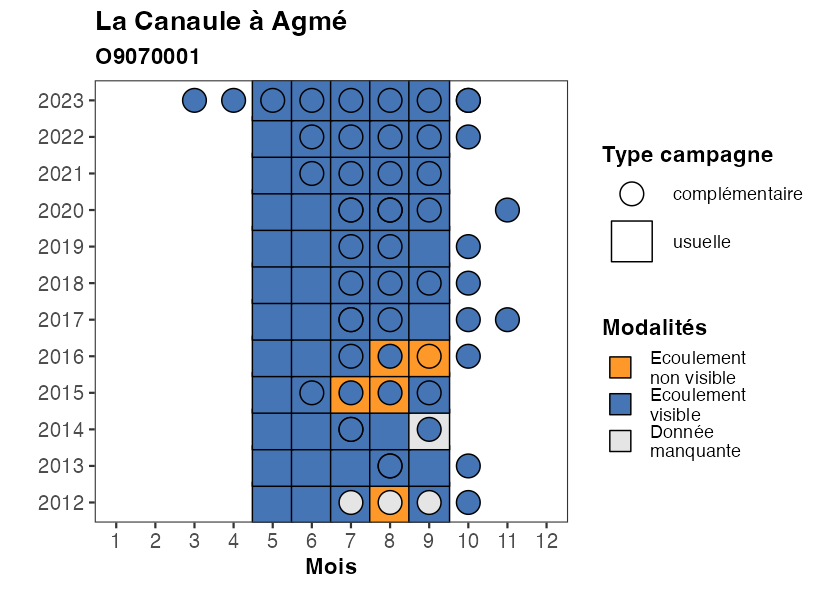 La Canaule à Agmé
O9070001
2023
2022
2021
2020
2019
2018
2017
2016
2015
2014
2013
2012
1 2 3 4 5 6 7 8 9 10 11 12
Mois
Type campagne
complémentaire
usuelle
Modalités
Ecoulement
non visible
Ecoulement
visible
Donnée
manquante